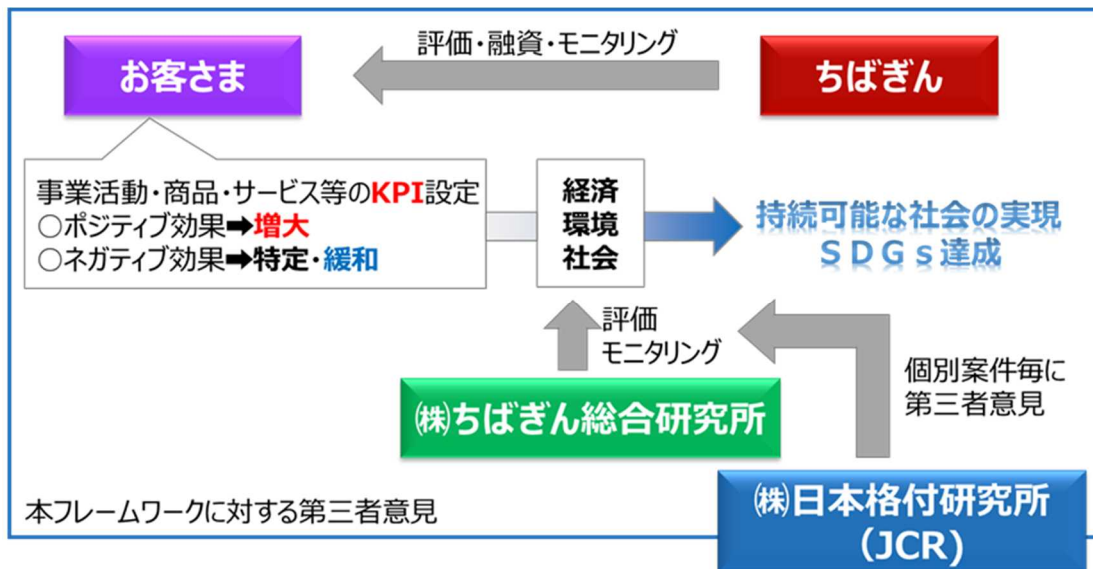 評価・融資・モニタリング
お客さま
ちばぎん
事業活動・商品・サービス等のKPI設定
○ポジティブ効果➡増大
○ネガティブ効果➡特定・緩和
経済
環境
社会
持続可能な社会の実現
ＳＤＧｓ達成
評価
モニタリング
個別案件毎に
第三者意見
㈱ちばぎん総合研究所
本フレームワークに対する第三者意見
㈱日本格付研究所
(JCR)